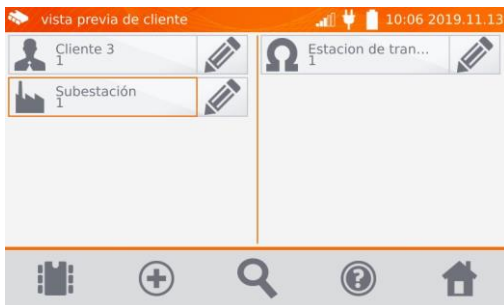 vista previa de cliente
10:06 2019.11.13
Cliente 3
1
Subestación
1
Estacion de tran...
1